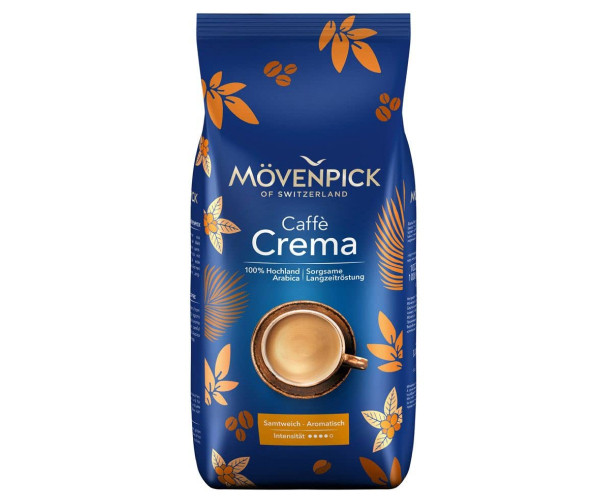 MÖVENPICK
OF SWITZERLAND
Caffè
Crema
100% Hochland Arabica
Sorgsame Langzeitröstung
Samtweich - Aromatisch
Intensität